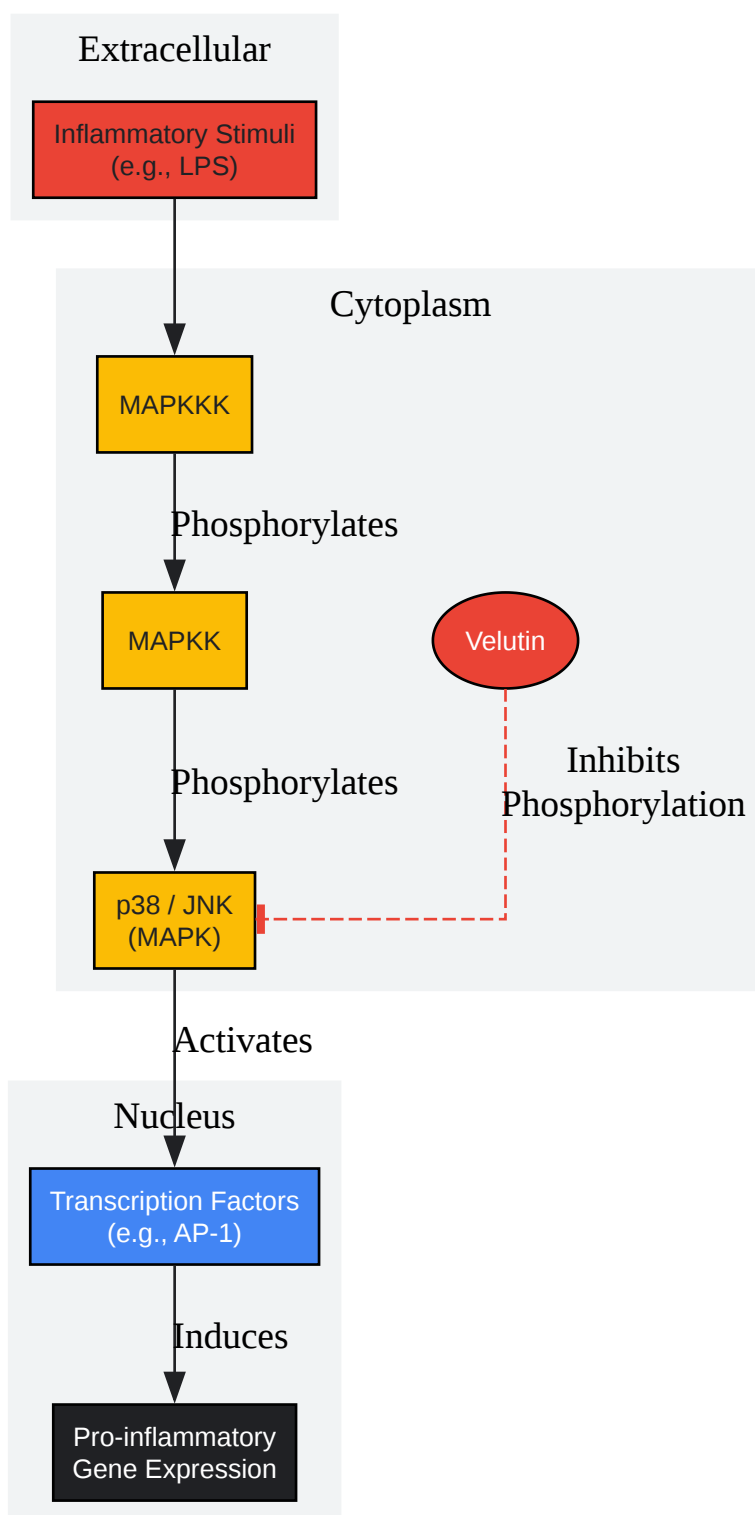 Extracellular
Inflammatory Stimuli
(e.g., LPS)
Cytoplasm
MAPKKK
Phosphorylates
MAPKK
Velutin
Phosphorylates
Inhibits
Phosphorylation
p38 / JNK
(MAPK)
Activates
Nucleus
Transcription Factors
(e.g., AP-1)
Induces
Pro-inflammatory
Gene Expression